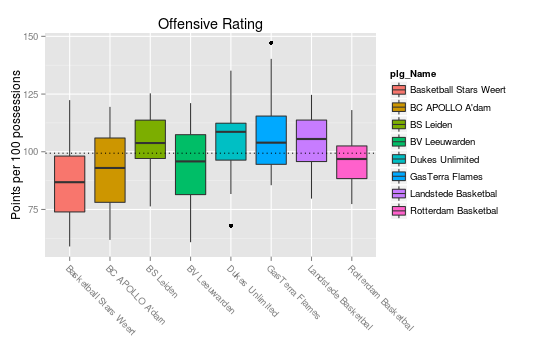 Offensive Rating
Points per 100 possessions
150
125
100
75
Basketball Stars Weert
BC APOLLO A'dam
BS Leiden
BV Leeuwarden
Dukes Unlimited
GasTerra Flames
Landstede Basketbal
Rotterdam Basketbal
plg_Name
Basketball Stars Weert
BC APOLLO A'dam
BS Leiden
BV Leeuwarden
Dukes Unlimited
GasTerra Flames
Landstede Basketbal
Rotterdam Basketbal